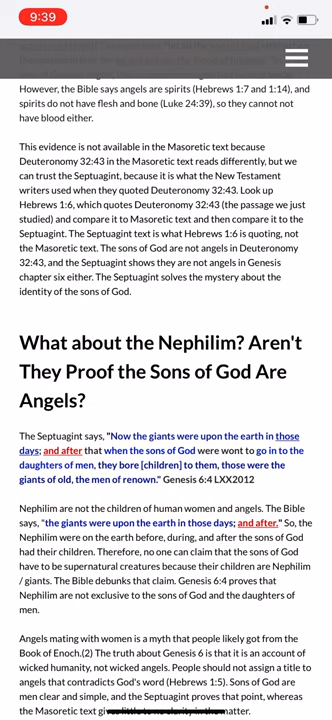 9:39
However, the Bible says angels are spirits (Hebrews 1:7 and 1:14), and
spirits do not have flesh and bone (Luke 24:39), so they cannot not
have blood either.
This evidence is not available in the Masoretic text because
Deuteronomy 32:43 in the Masoretic text reads differently, but we
can trust the Septuagint, because it is what the New Testament
writers used when they quoted Deuteronomy 32:43. Look up
Hebrews 1:6, which quotes Deuteronomy 32:43 (the passage we just
studied) and compare it to Masoretic text and then compare it to the
Septuagint. The Septuagint text is what Hebrews 1:6 is quoting, not
the Masoretic text. The sons of God are not angels in Deuteronomy
32:43, and the Septuagint shows they are not angels in Genesis
chapter six either. The Septuagint solves the mystery about the
identity of the sons of God.
What about the Nephilim? Aren't
They Proof the Sons of God Are
Angels?
The Septuagint says, "Now the giants were upon the earth in those
days; and after that when the sons of God were wont to go in to the
daughters of men, they bore [children] to them, those were the
giants of old, the men of renown." Genesis 6:4 LXX2012
Nephilim are not the children of human women and angels. The Bible
says, "the giants were upon the earth in those days; and after." So, the
Nephilim were on the earth before, during, and after the sons of God
had their children. Therefore, no one can claim that the sons of God
have to be supernatural creatures because their children are Nephilim
/ giants. The Bible debunks that claim. Genesis 6:4 proves that
Nephilim are not exclusive to the sons of God and the daughters of
men.
Angels mating with women is a myth that people likely got from the
Book of Enoch.(2) The truth about Genesis 6 is that it is an account of
wicked humanity, not wicked angels. People should not assign a title to
angels that contradicts God's word (Hebrews 1:5). Sons of God are
men clear and simple, and the Septuagint proves that point, whereas
the Masoretic text gives little to no clarity in the matter.